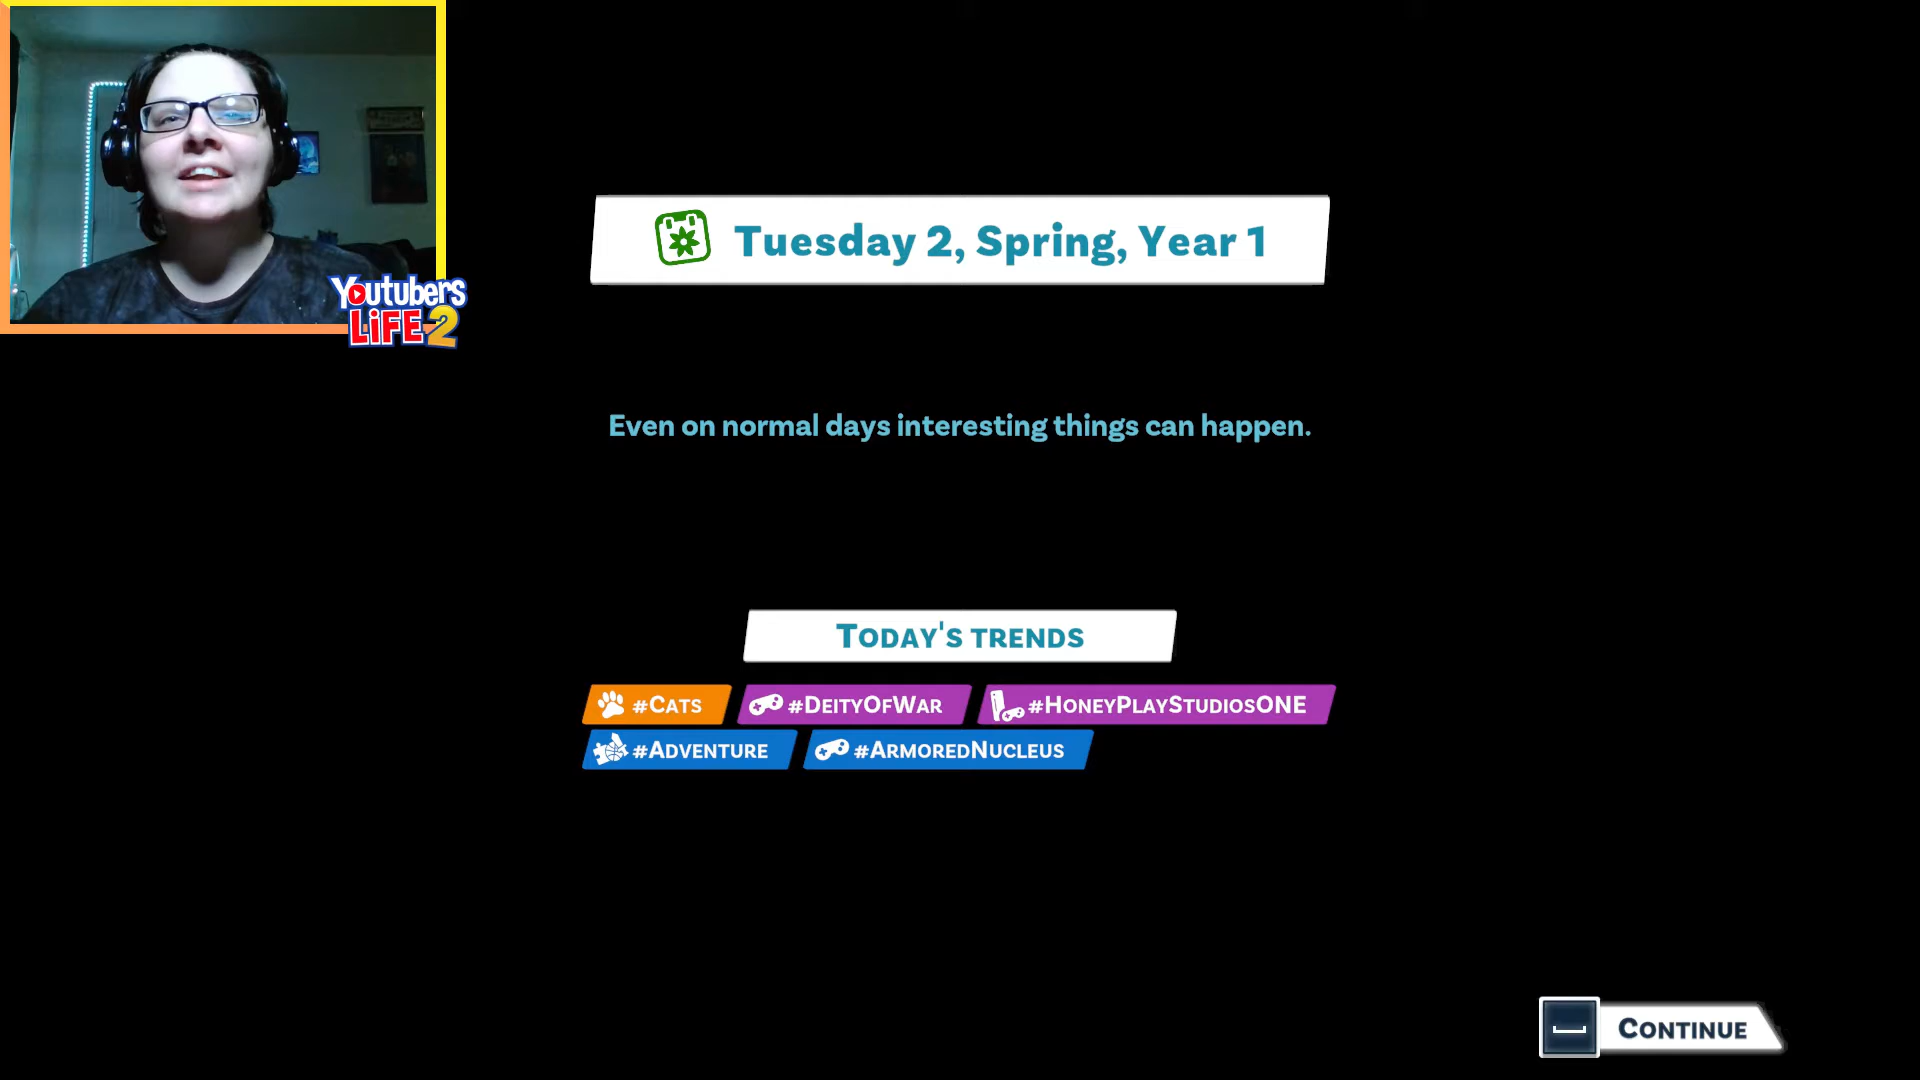 Youtubers
LiFE 2
Tuesday 2, Spring, Year 1
Even on normal days interesting things can happen.
TODAY'S TRENDS
#CATS
#DEITYOFWAR
#HONEYPLAYSTUDIOSONE
#ADVENTURE
#ARMOREDNUCLEUS
CONTINUE